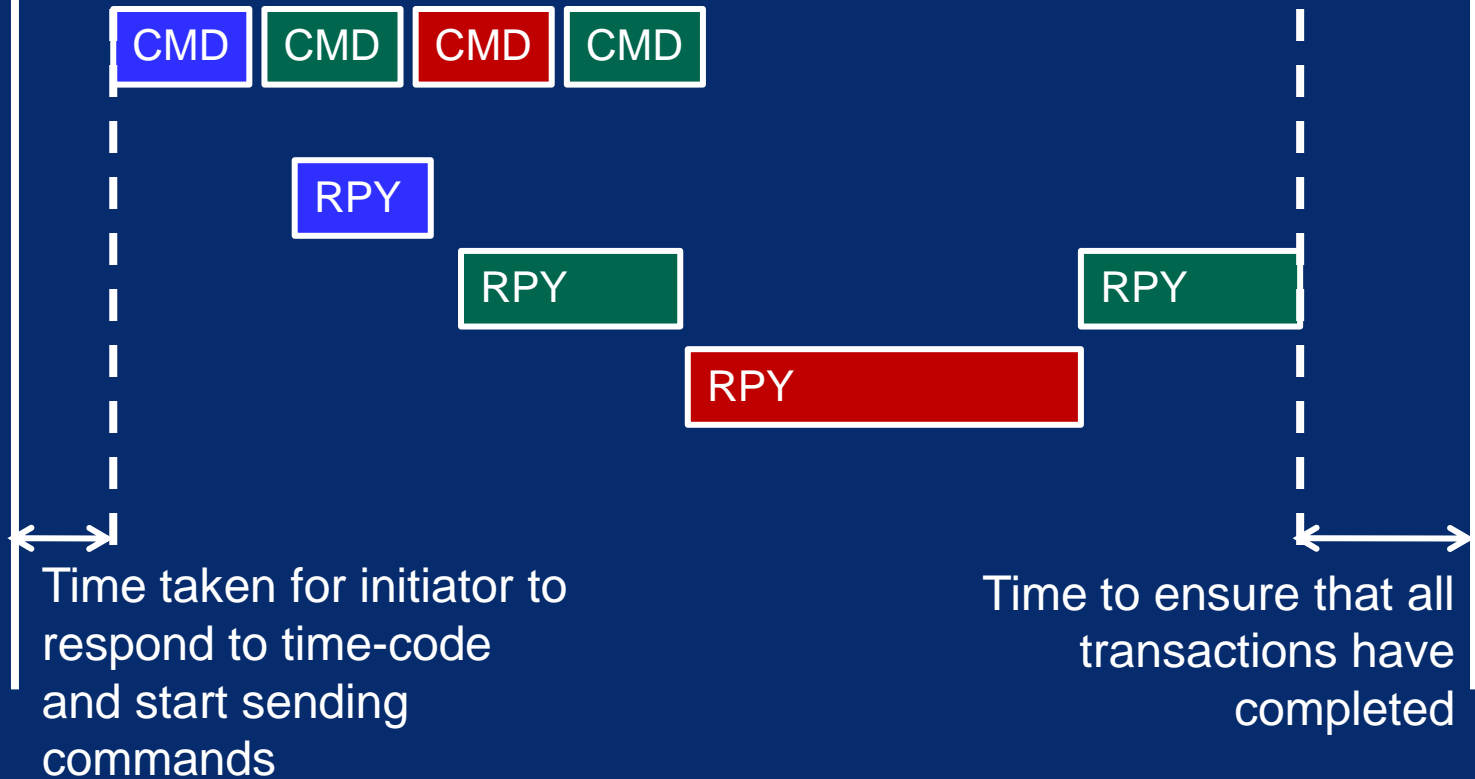 CMD CMD CMD CMD
RPY
RPY RPY
RPY
Time taken for initiator to
respond to time-code
and start sending
commands
Time to ensure that all
transactions have
completed